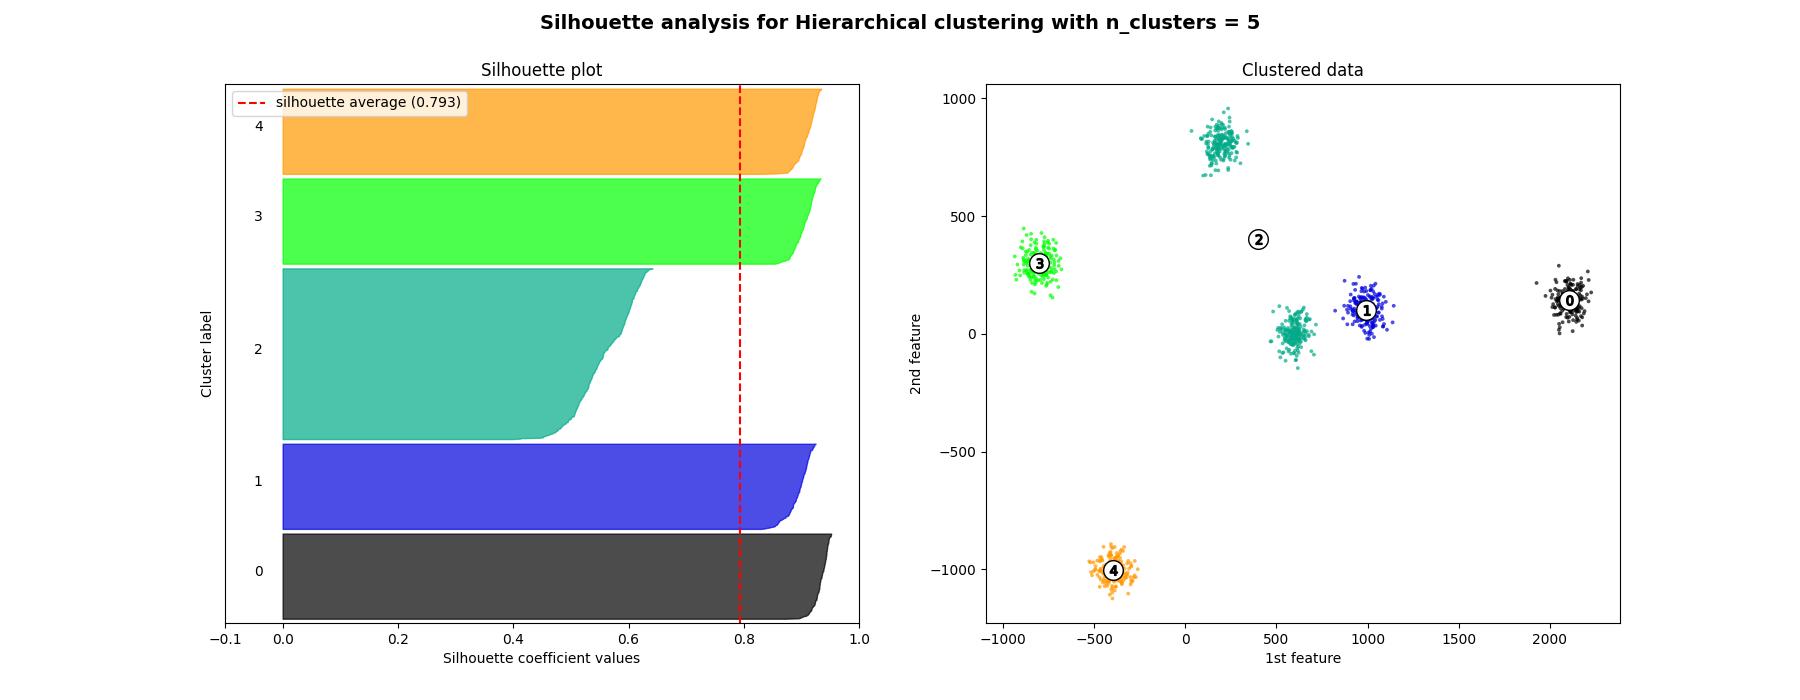 Silhouette analysis for Hierarchical clustering with n_clusters = 5
Silhouette plot
silhouette average (0.793)
4
3
2
1
0
Cluster label
−0.1 0.0 0.2 0.4 0.6 0.8 1.0
Silhouette coefficient values
Clustered data
1000
500
0
−500
−1000
2nd feature
2
3
1
0
4
−1000 −500 0 500 1000 1500 2000
1st feature